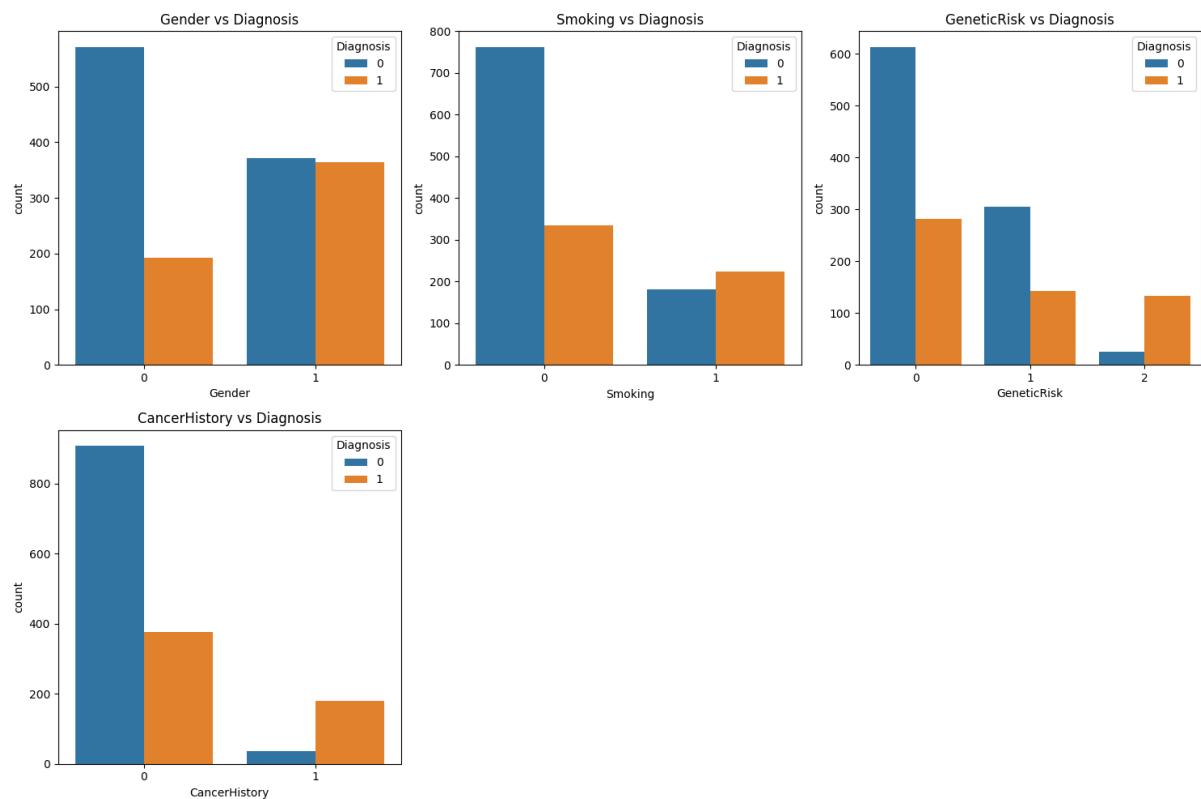 Gender vs Diagnosis
Diagnosis
0
1
500
400
300
200
100
0
count
0
1
Gender
Smoking vs Diagnosis
Diagnosis
0
1
800
700
600
500
400
300
200
100
0
count
0
1
Smoking
GeneticRisk vs Diagnosis
Diagnosis
0
1
600
500
400
300
200
100
0
count
0
1
2
GeneticRisk
CancerHistory vs Diagnosis
Diagnosis
0
1
800
600
400
200
0
count
0
1
CancerHistory